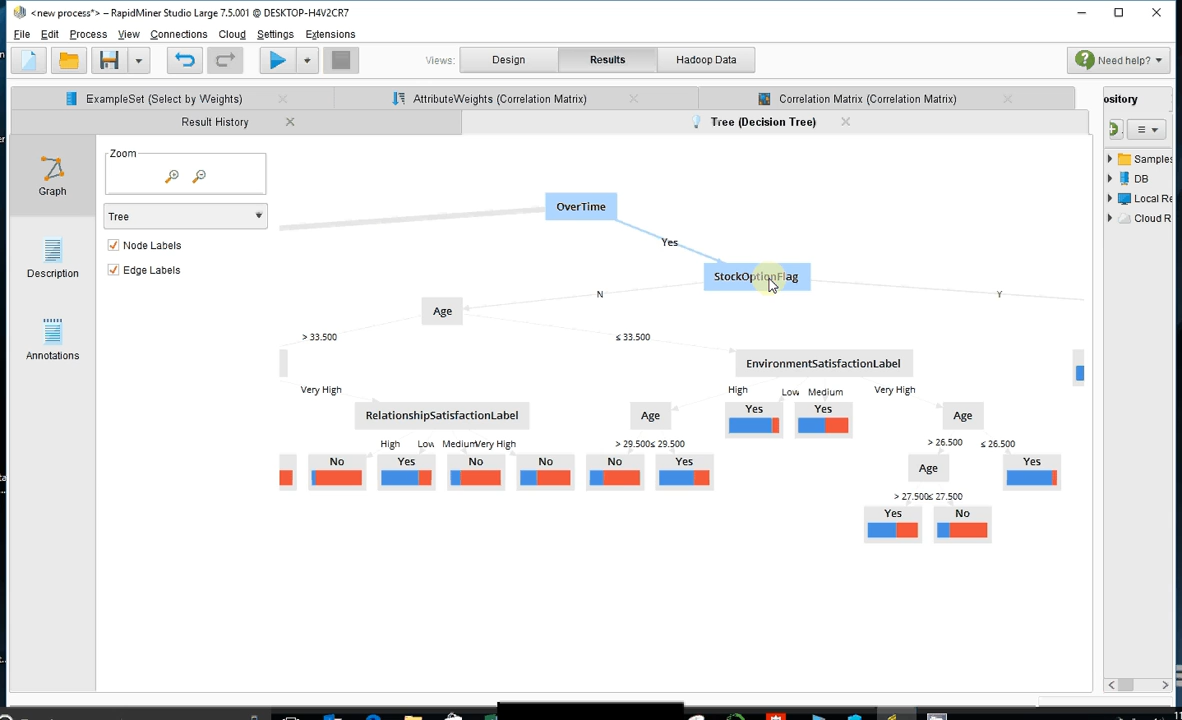 <new process*> – RapidMiner Studio Large 7.5.001 @ DESKTOP-H4V2CR7
File Edit Process View Connections Cloud Settings Extensions
Views: Design Results Hadoop Data Need help?
ExampleSet (Select by Weights) AttributeWeights (Correlation Matrix) Correlation Matrix (Correlation Matrix) ository
Result History Tree (Decision Tree)
Zoom
Graph
Tree
Node Labels
Edge Labels
Description
Annotations
Samples
DB
Local Re
Cloud R
OverTime
Yes
StockOptionFlag
N Y
Age
> 33.500 ≤ 33.500
EnvironmentSatisfactionLabel
Very High High Low Medium Very High
RelationshipSatisfactionLabel Age Yes Yes Age
High Low Medium Very High > 29.500 ≤ 29.500 > 26.500 ≤ 26.500
No Yes No No No Yes Age Yes
> 27.500 ≤ 27.500
Yes No